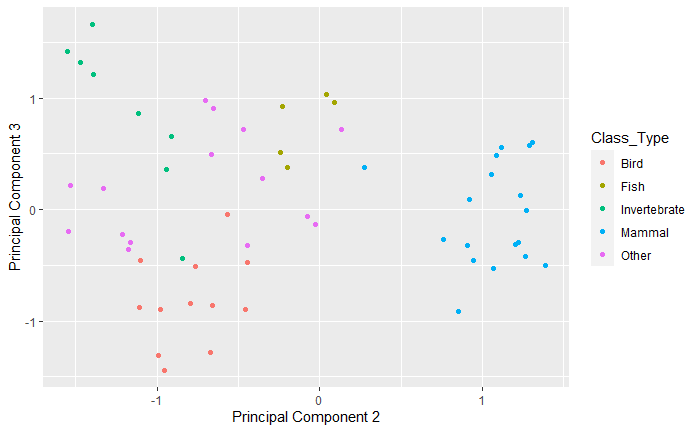 Principal Component 3
1
0
-1
-1
0
1
Principal Component 2
Class_Type
Bird
Fish
Invertebrate
Mammal
Other